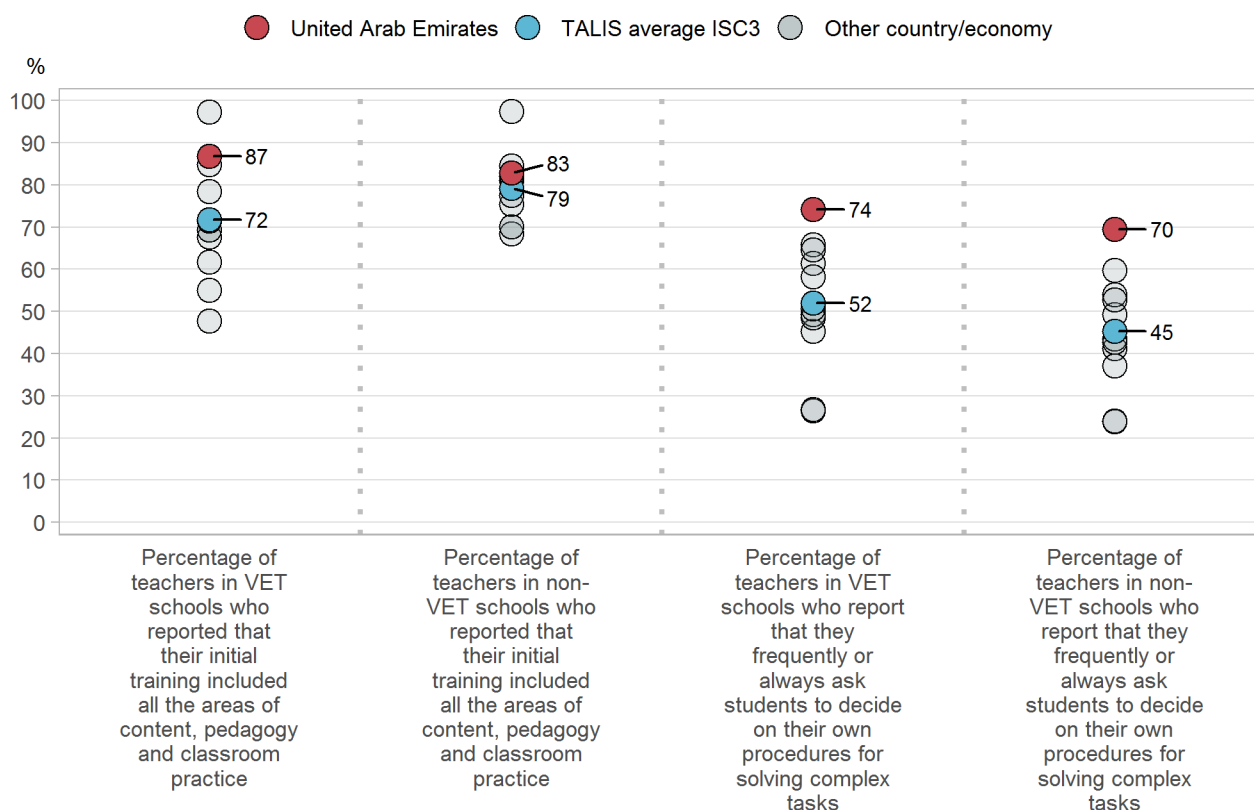 United Arab Emirates TALIS average ISC3 Other country/economy
%
100
90
80
70
60
50
40
30
20
10
0
87
72
83
79
74
52
70
45
Percentage of
teachers in VET
schools who
reported that
their initial
training included
all the areas of
content, pedagogy
and classroom
practice
Percentage of
teachers in non-
VET schools who
reported that
their initial
training included
all the areas of
content, pedagogy
and classroom
practice
Percentage of
teachers in VET
schools who report
that they
frequently or
always ask
students to decide
on their own
procedures for
solving complex
tasks
Percentage of
teachers in non-
VET schools who
report that they
frequently or
always ask
students to decide
on their own
procedures for
solving complex
tasks